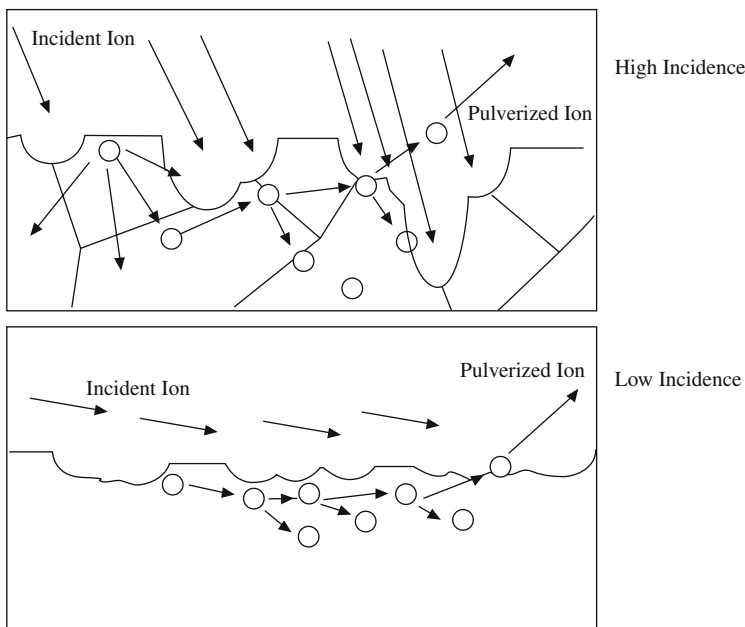 Incident Ion
High Incidence
Pulverized Ion
Pulverized Ion
Low Incidence
Incident Ion